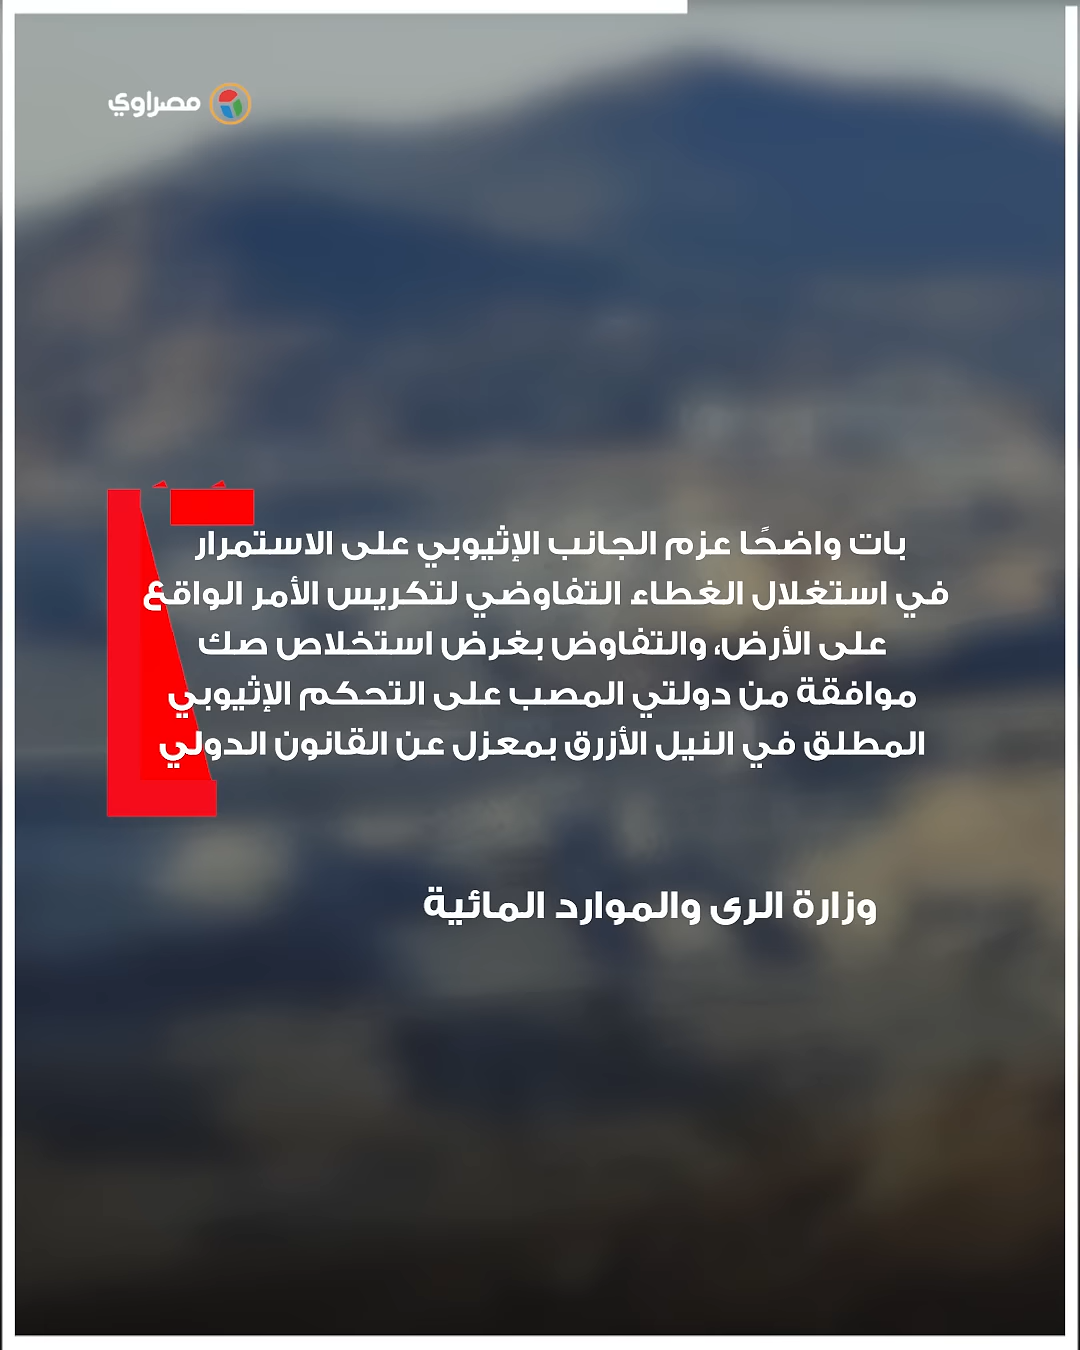 مصراوي
بات واضحًا عزم الجانب الإثيوبي على الاستمرار
في استغلال الغطاء التفاوضي لتكريس الأمر الواقع
على الأرض، والتفاوض بغرض استخلاص صك
موافقة من دولتي المصب على التحكم الإثيوبي
المطلق في النيل الأزرق بمعزل عن القانون الدولي
وزارة الرى والموارد المائية